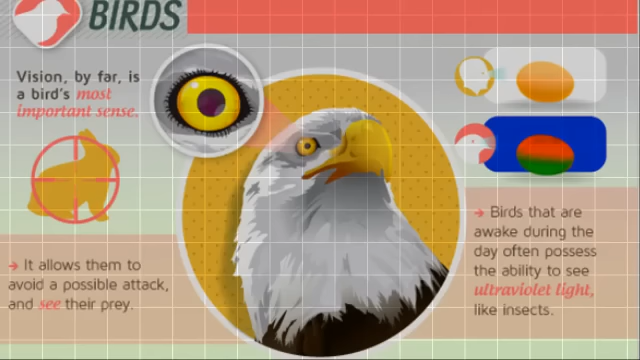 BIRDS
Vision, by far, is
a bird's most
important sense.
→ It allows them to
avoid a possible attack,
and see their prey.
→ Birds that are
awake during the
day often possess
the ability to see
ultraviolet light,
like insects.